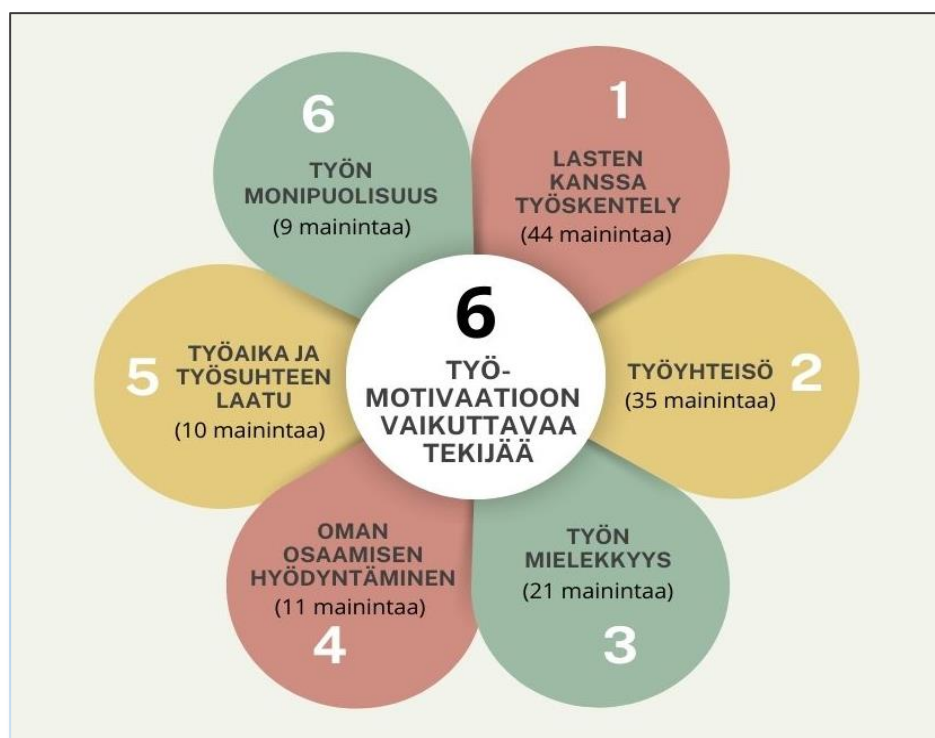 6
TYÖ-
MOTIVAATIOON
VAIKUTTAVAA
TEKIJÄÄ
1
LASTEN
KANSSA
TYÖSKENTELY
(44 mainintaa)
TYÖYHTEISÖ
(35 mainintaa)
2
TYÖN
MIELEKKYYS
(21 mainintaa)
3
OMAN
OSAAMISEN
HYÖDYNTÄMINEN
(11 mainintaa)
4
5
TYÖAIKA JA
TYÖSUHTEEN
LAATU
(10 mainintaa)
6
TYÖN
MONIPUOLISUUS
(9 mainintaa)